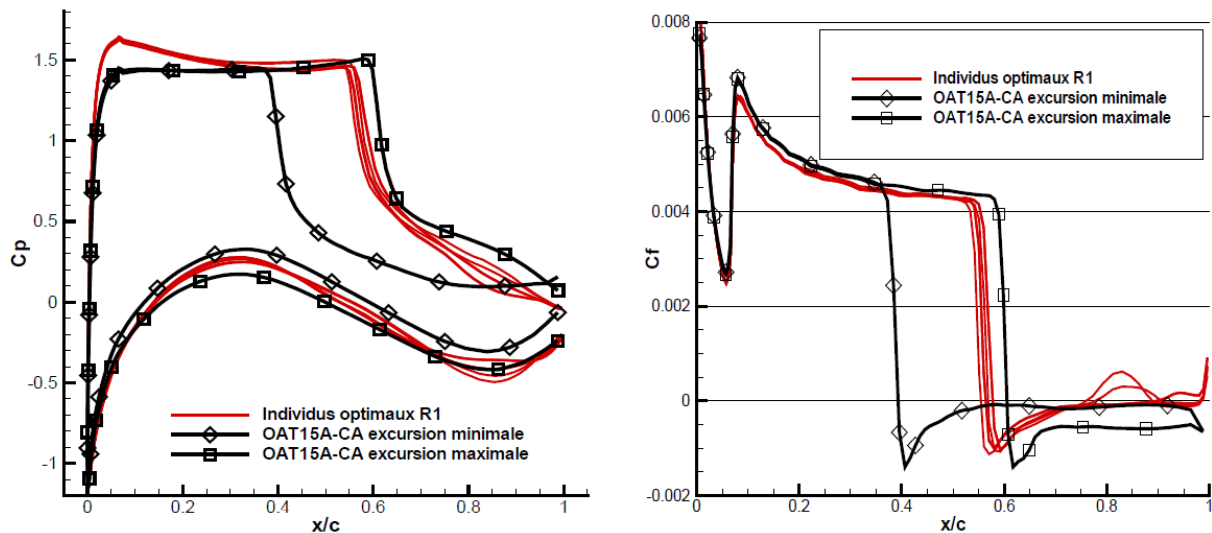 1.5
1
0.5
0
-0.5
-1
Cp
0
0.2
0.4
0.6
0.8
1
x/c
Individus optimaux R1
OAT15A-CA excursion minimale
OAT15A-CA excursion maximale
0.008
0.006
0.004
0.002
0
-0.002
Cf
0
0.2
0.4
0.6
0.8
1
x/c
Individus optimaux R1
OAT15A-CA excursion minimale
OAT15A-CA excursion maximale